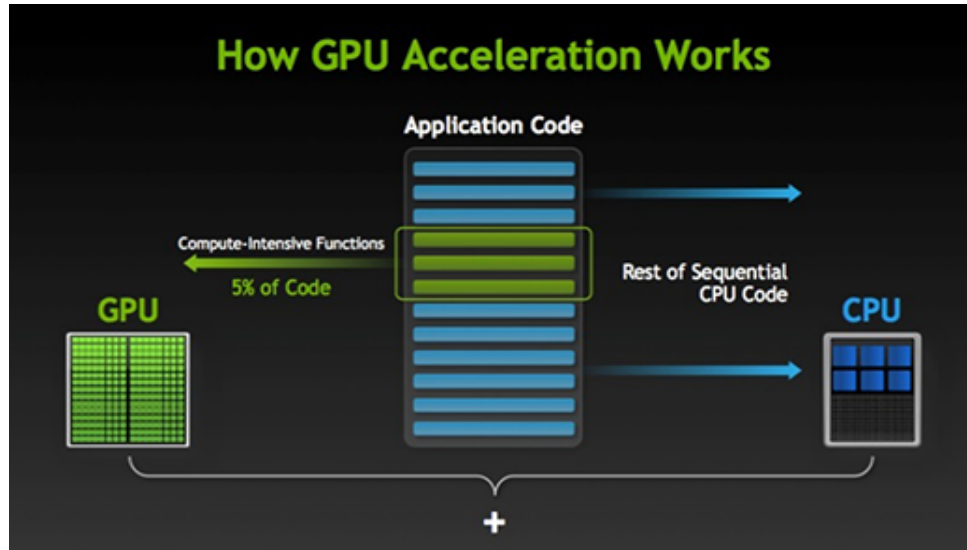 How GPU Acceleration Works
Application Code
Compute-Intensive Functions
5% of Code
Rest of Sequential
CPU Code
GPU
CPU
+